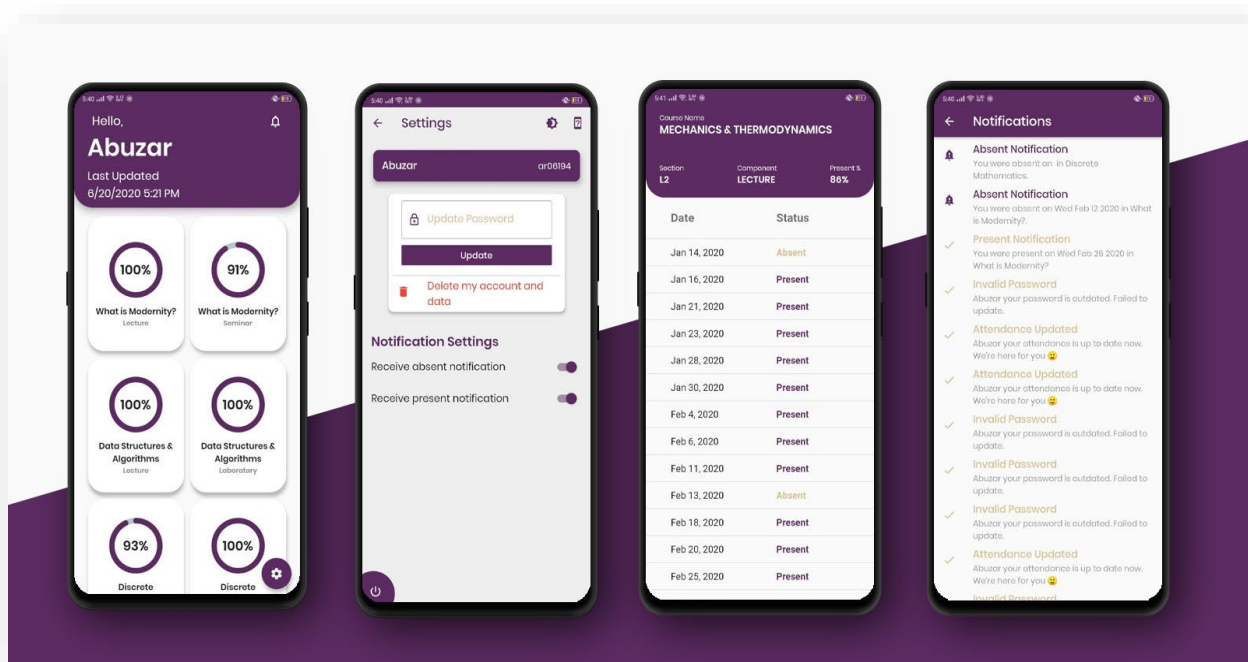 5:40
Hello,
Abuzar
Last Updated
6/20/2020 5:21 PM
100%
What is Modernity?
Lecture
91%
What is Modernity?
Seminar
100%
Data Structures &
Algorithms
Lecture
100%
Data Structures &
Algorithms
Laboratory
93%
Discrete
100%
Discrete
5:40
Settings
Abuzar
ar06194
Update Password
Update
Delete my account and
data
Notification Settings
Receive absent notification
Receive present notification
5:41
Course Name
MECHANICS & THERMODYNAMICS
Section Component Present %
L2 LECTURE 86%
Date Status
Jan 14, 2020 Absent
Jan 16, 2020 Present
Jan 21, 2020 Present
Jan 23, 2020 Present
Jan 28, 2020 Present
Jan 30, 2020 Present
Feb 4, 2020 Present
Feb 6, 2020 Present
Feb 11, 2020 Present
Feb 13, 2020 Absent
Feb 18, 2020 Present
Feb 20, 2020 Present
Feb 25, 2020 Present
5:40
Notifications
Absent Notification
You were absent on in Discrete
Mathematics.
Absent Notification
You were absent on Wed Feb 12 2020 in What
is Modernity?.
Present Notification
You were present on Wed Feb 26 2020 in
What is Modernity?
Invalid Password
Abuzar your password is outdated. Failed to
update.
Attendance Updated
Abuzar your attendance is up to date now.
We're here for you 🙂
Attendance Updated
Abuzar your attendance is up to date now.
We're here for you 🙂
Invalid Password
Abuzar your password is outdated. Failed to
update.
Invalid Password
Abuzar your password is outdated. Failed to
update.
Invalid Password
Abuzar your password is outdated. Failed to
update.
Attendance Updated
Abuzar your attendance is up to date now.
We're here for you 🙂
Invalid Password